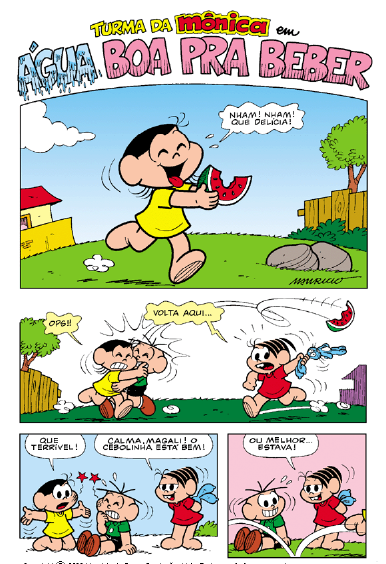 TURMA DA MÔNICA em
ÁGUA BOA PRA BEBER
NHAM! NHAM!
QUE DELÍCIA!
MAURICIO
OPS!!
VOLTA AQUI...
QUE
TERRÍVEL!
CALMA, MAGALI! O
CEBOLINHA ESTÁ BEM!
OU MELHOR...
ESTAVA!